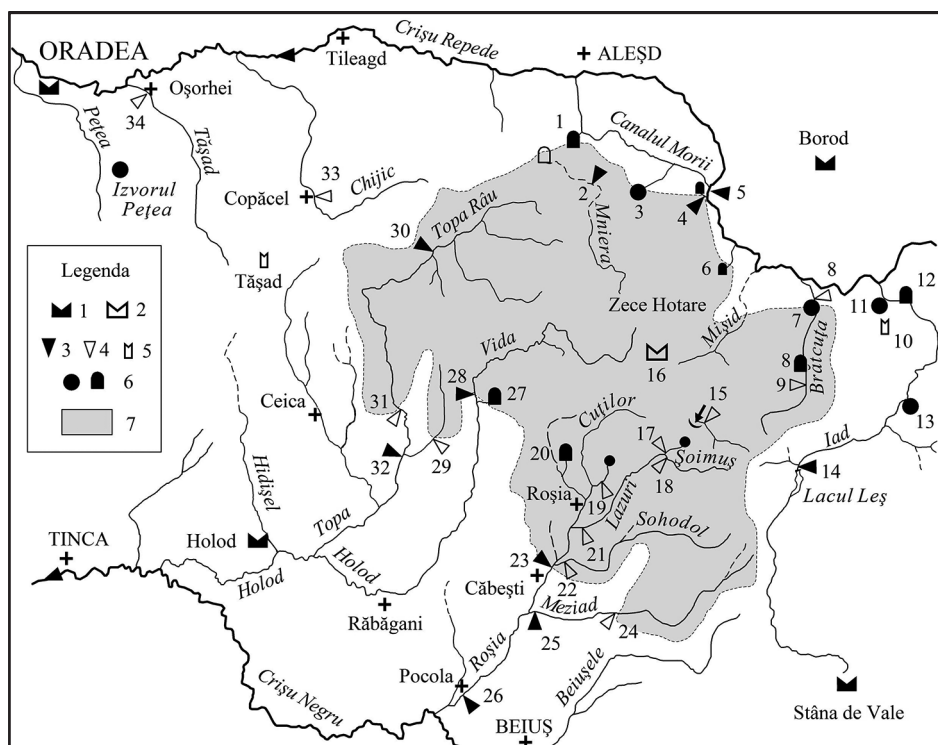 ORADEA
Crişu Repede
Tileagd
ALEŞD
Oşorhei
34
Peţea
Tăşad
Izvorul
Peţea
1
Canalul Morii
Borod
2
Mniera
3
4
5
33
Copăcel
Chijic
30
Topa Râu
Tăşad
6
Zece Hotare
8
12
Legenda
1
2
3
4
5
6
7
7
11
10
Mişid
Brătcuţa
8
9
Vida
16
28
27
15
13
Ceica
31
Cuţilor
17
Iad
32
29
20
Soimuş
14
18
Lacul Leş
Hidişel
Topa
Roşia
19
Lazuri
Sohodol
21
TINCA
Holod
Holod
Holod
23
22
Căbeşti
Răbăgani
Meziad
24
25
Roşia
Beiuşele
Pocola
26
Crişu Negru
BEIUŞ
Stâna de Vale